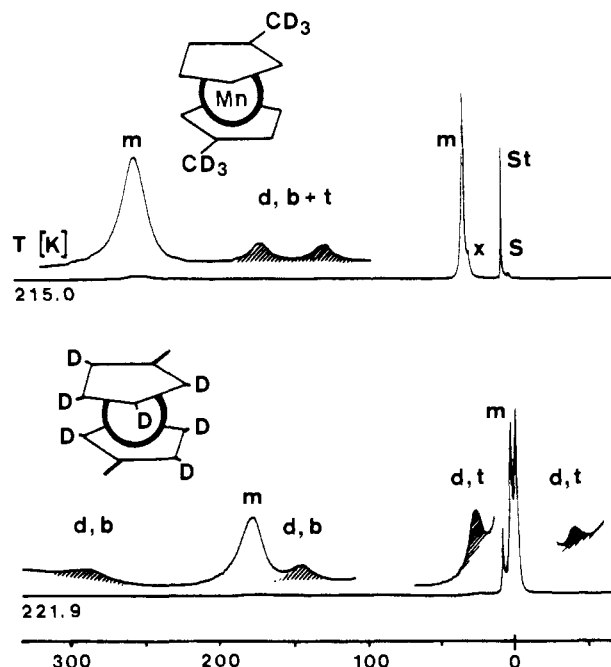 CD3
Mn
CD3
m
d, b + t
m
St
x
S
T [K]
215.0
D
D
D
D
D
D
D
D
d, b
m
d, b
d, t
m
d, t
221.9
300
200
100
0